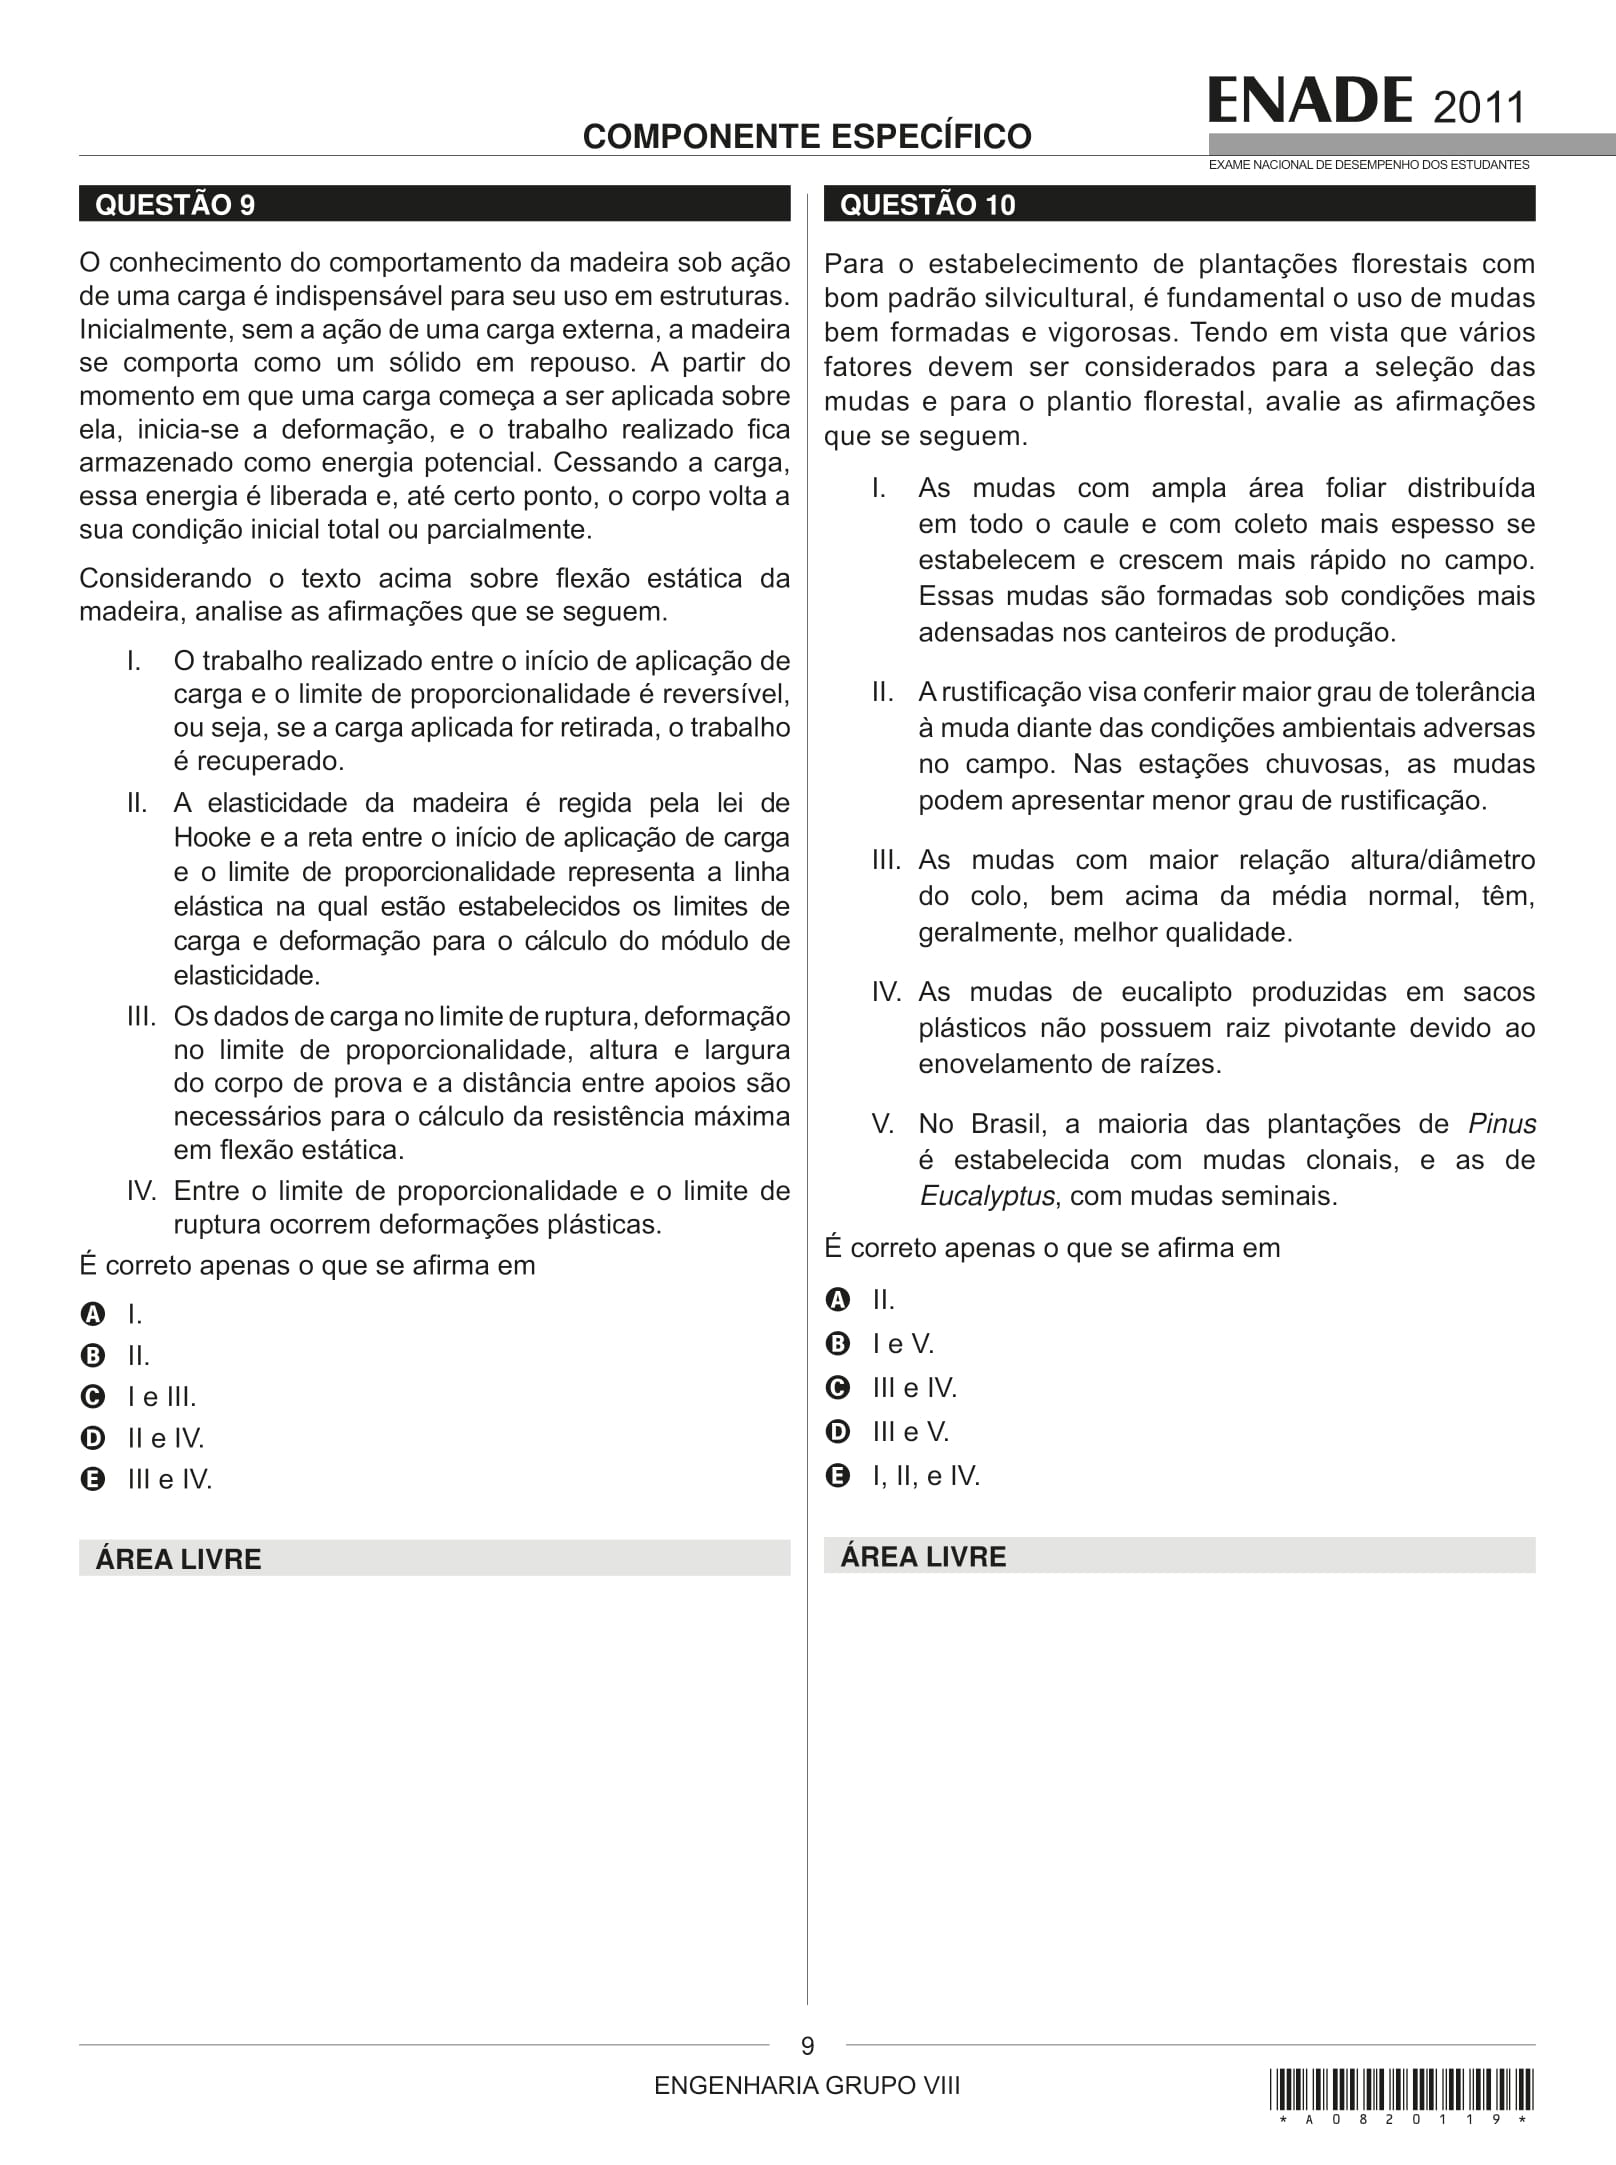 ENADE 2011
COMPONENTE ESPECÍFICO
EXAME NACIONAL DE DESEMPENHO DOS ESTUDANTES
QUESTÃO 9
O conhecimento do comportamento da madeira sob ação
de uma carga é indispensável para seu uso em estruturas.
Inicialmente, sem a ação de uma carga externa, a madeira
se comporta como um sólido em repouso. A partir do
momento em que uma carga começa a ser aplicada sobre
ela, inicia-se a deformação, e o trabalho realizado fica
armazenado como energia potencial. Cessando a carga,
essa energia é liberada e, até certo ponto, o corpo volta a
sua condição inicial total ou parcialmente.
Considerando o texto acima sobre flexão estática da
madeira, analise as afirmações que se seguem.
I. O trabalho realizado entre o início de aplicação de
carga e o limite de proporcionalidade é reversível,
ou seja, se a carga aplicada for retirada, o trabalho
é recuperado.
II. A elasticidade da madeira é regida pela lei de
Hooke e a reta entre o início de aplicação de carga
e o limite de proporcionalidade representa a linha
elástica na qual estão estabelecidos os limites de
carga e deformação para o cálculo do módulo de
elasticidade.
III. Os dados de carga no limite de ruptura, deformação
no limite de proporcionalidade, altura e largura
do corpo de prova e a distância entre apoios são
necessários para o cálculo da resistência máxima
em flexão estática.
IV. Entre o limite de proporcionalidade e o limite de
ruptura ocorrem deformações plásticas.
É correto apenas o que se afirma em
A I.
B II.
C I e III.
D II e IV.
E III e IV.
ÁREA LIVRE
QUESTÃO 10
Para o estabelecimento de plantações florestais com
bom padrão silvicultural, é fundamental o uso de mudas
bem formadas e vigorosas. Tendo em vista que vários
fatores devem ser considerados para a seleção das
mudas e para o plantio florestal, avalie as afirmações
que se seguem.
I. As mudas com ampla área foliar distribuída
em todo o caule e com coleto mais espesso se
estabelecem e crescem mais rápido no campo.
Essas mudas são formadas sob condições mais
adensadas nos canteiros de produção.
II. A rustificação visa conferir maior grau de tolerância
à muda diante das condições ambientais adversas
no campo. Nas estações chuvosas, as mudas
podem apresentar menor grau de rustificação.
III. As mudas com maior relação altura/diâmetro
do colo, bem acima da média normal, têm,
geralmente, melhor qualidade.
IV. As mudas de eucalipto produzidas em sacos
plásticos não possuem raiz pivotante devido ao
enovelamento de raízes.
V. No Brasil, a maioria das plantações de Pinus
é estabelecida com mudas clonais, e as de
Eucalyptus, com mudas seminais.
É correto apenas o que se afirma em
A II.
B I e V.
C III e IV.
D III e V.
E I, II, e IV.
ÁREA LIVRE
9
ENGENHARIA GRUPO VIII
* A 0 8 2 0 1 1 9 *